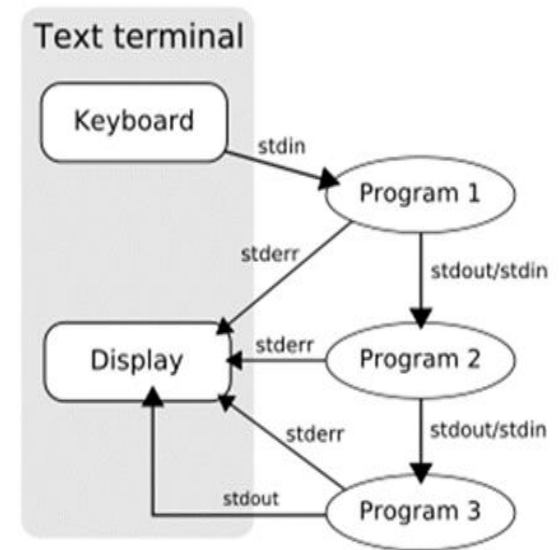 Text terminal
Keyboard
stdin
Program 1
stderr
stdout/stdin
Display
stderr
Program 2
stdout/stdin
stderr
stdout
Program 3